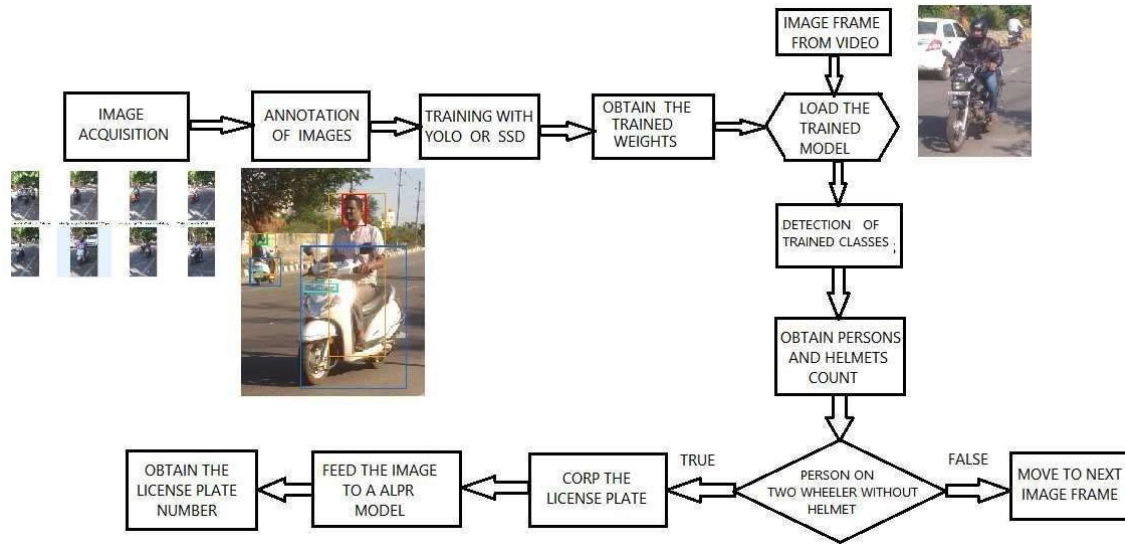 IMAGE FRAME
FROM VIDEO
IMAGE
ACQUISITION
ANNOTATION
OF IMAGES
TRAINING WITH
YOLO OR SSD
OBTAIN THE
TRAINED
WEIGHTS
LOAD THE
TRAINED
MODEL
DETECTION OF
TRAINED CLASSES ;
OBTAIN PERSONS
AND HELMETS
COUNT
PERSON ON
TWO WHEELER WITHOUT
HELMET
TRUE
FALSE
MOVE TO NEXT
IMAGE FRAME
CORP THE
LICENSE PLATE
FEED THE IMAGE
TO A ALPR
MODEL
OBTAIN THE
LICENSE PLATE
NUMBER